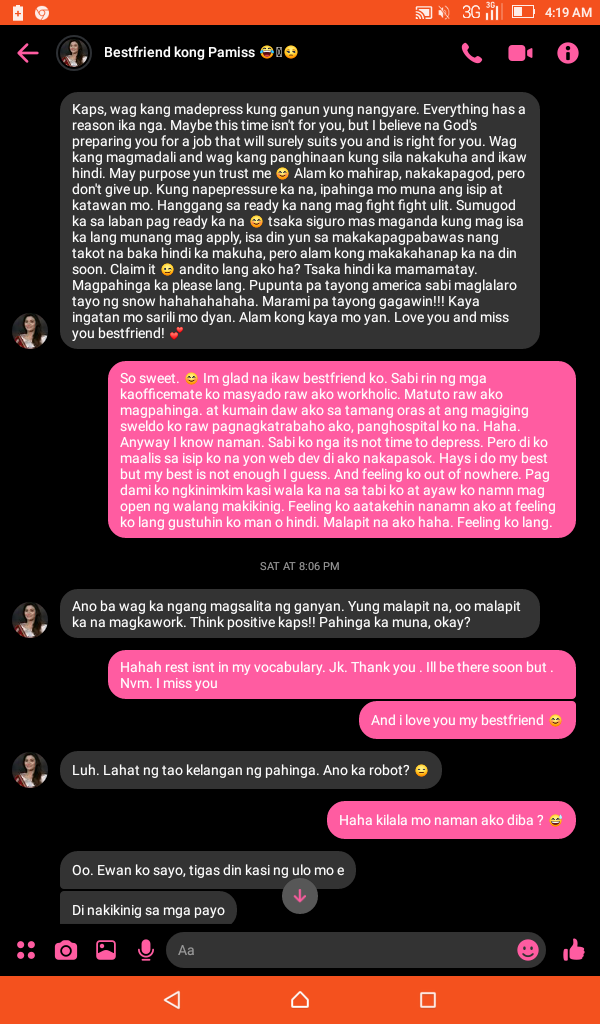 3G 3G 4:19 AM
Bestfriend kong Pamiss 😂😏
Kaps, wag kang madepress kung ganun yung nangyare. Everything has a
reason ika nga. Maybe this time isn't for you, but I believe na God's
preparing you for a job that will surely suits you and is right for you. Wag
kang magmadali and wag kang panghinaan kung sila nakakuha and ikaw
hindi. May purpose yun trust me 😊 Alam ko mahirap, nakakapagod, pero
don't give up. Kung napepressure ka na, ipahinga mo muna ang isip at
katawan mo. Hanggang sa ready ka nang mag fight fight ulit. Sumugod
ka sa laban pag ready ka na 😊 tsaka siguro mas maganda kung mag isa
ka lang munang mag apply, isa din yun sa makakapagpabawas nang
takot na baka hindi ka makuha, pero alam kong makakahanap ka na din
soon. Claim it 😉 andito lang ako ha? Tsaka hindi ka mamamatay.
Magpahinga ka please lang. Pupunta pa tayong america sabi maglalaro
tayo ng snow hahahahahaha. Marami pa tayong gagawin!!! Kaya
ingatan mo sarili mo dyan. Alam kong kaya mo yan. Love you and miss
you bestfriend! 💕
So sweet. 😊 Im glad na ikaw bestfriend ko. Sabi rin ng mga
kaofficemate ko masyado raw ako workholic. Matuto raw ako
magpahinga. at kumain daw ako sa tamang oras at ang magiging
sweldo ko raw pagnagkatrabaho ako, panghospital ko na. Haha.
Anyway I know naman. Sabi ko nga its not time to depress. Pero di ko
maalis sa isip ko na yon web dev di ako nakapasok. Hays i do my best
but my best is not enough I guess. And feeling ko out of nowhere. Pag
dami ko ngkinimkim kasi wala ka na sa tabi ko at ayaw ko namn mag
open ng walang makikinig. Feeling ko aatakehin nanamn ako at feeling
ko lang gustuhin ko man o hindi. Malapit na ako haha. Feeling ko lang.
SAT AT 8:06 PM
Ano ba wag ka ngang magsalita ng ganyan. Yung malapit na, oo malapit
ka na magkawork. Think positive kaps!! Pahinga ka muna, okay?
Hahah rest isnt in my vocabulary. Jk. Thank you . Ill be there soon but .
Nvm. I miss you
And i love you my bestfriend 😊
Luh. Lahat ng tao kelangan ng pahinga. Ano ka robot? 😑
Haha kilala mo naman ako diba ? 😅
Oo. Ewan ko sayo, tigas din kasi ng ulo mo e
Di nakikinig sa mga payo
Aa